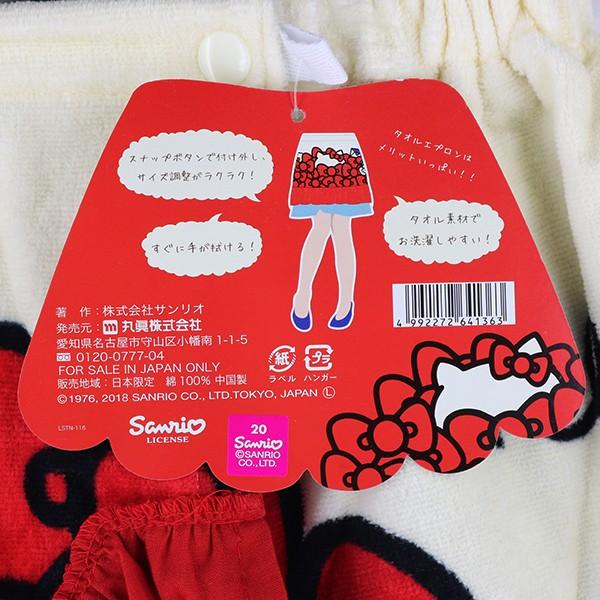 スナップボタンで付け外し、
サイズ調整がラクラク！
タオルエプロンは
メリットいっぱい！！
すぐに手が拭ける！
タオル素材で
お洗濯しやすい！
著　作：株式会社サンリオ
発売元：m 丸眞株式会社
愛知県名古屋市守山区小幡南1-1-5
0120-0777-04
FOR SALE IN JAPAN ONLY
販売地域：日本限定　綿100% 中国製
©1976, 2018 SANRIO CO., LTD.TOKYO, JAPAN Ⓛ
4 992272 641363
紙 プラ
ラベル ハンガー
LSTN-116
Sanrio
LICENSE
20
Sanrio
©SANRIO
CO.,LTD.